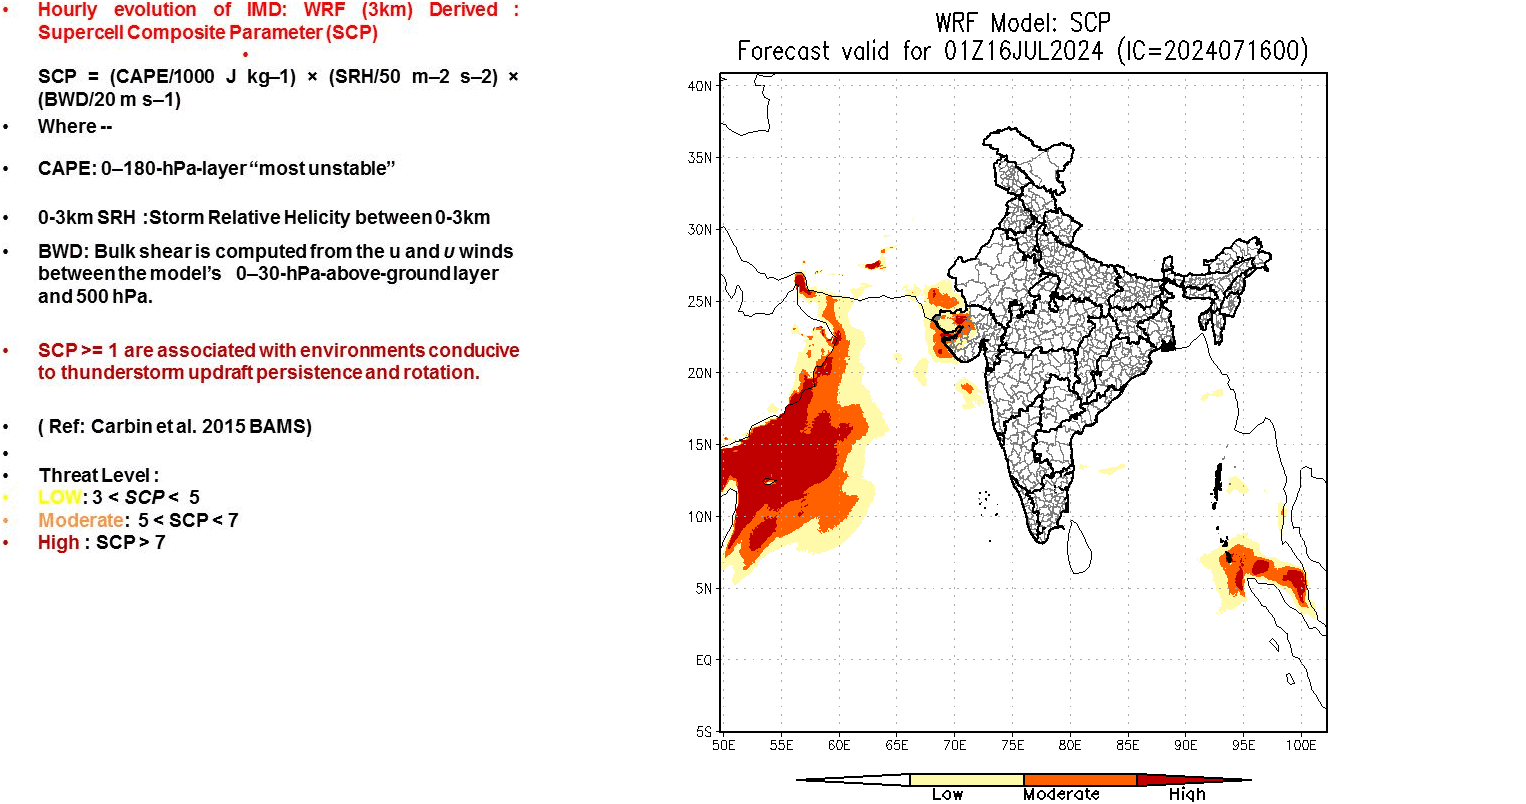 • Hourly evolution of IMD: WRF (3km) Derived :
Supercell Composite Parameter (SCP)
•
SCP = (CAPE/1000 J kg–1) × (SRH/50 m–2 s–2) ×
(BWD/20 m s–1)
• Where --
• CAPE: 0–180-hPa-layer “most unstable”
• 0-3km SRH :Storm Relative Helicity between 0-3km
• BWD: Bulk shear is computed from the u and υ winds
between the model’s 0–30-hPa-above-ground layer
and 500 hPa.
• SCP >= 1 are associated with environments conducive
to thunderstorm updraft persistence and rotation.
• ( Ref: Carbin et al. 2015 BAMS)
•
• Threat Level :
• LOW: 3 < SCP < 5
• Moderate: 5 < SCP < 7
• High : SCP > 7
WRF Model: SCP
Forecast valid for 01Z16JUL2024 (IC=2024071600)
40N
35N
30N
25N
20N
15N
10N
5N
EQ
5S
50E 55E 60E 65E 70E 75E 80E 85E 90E 95E 100E
Low Moderate High